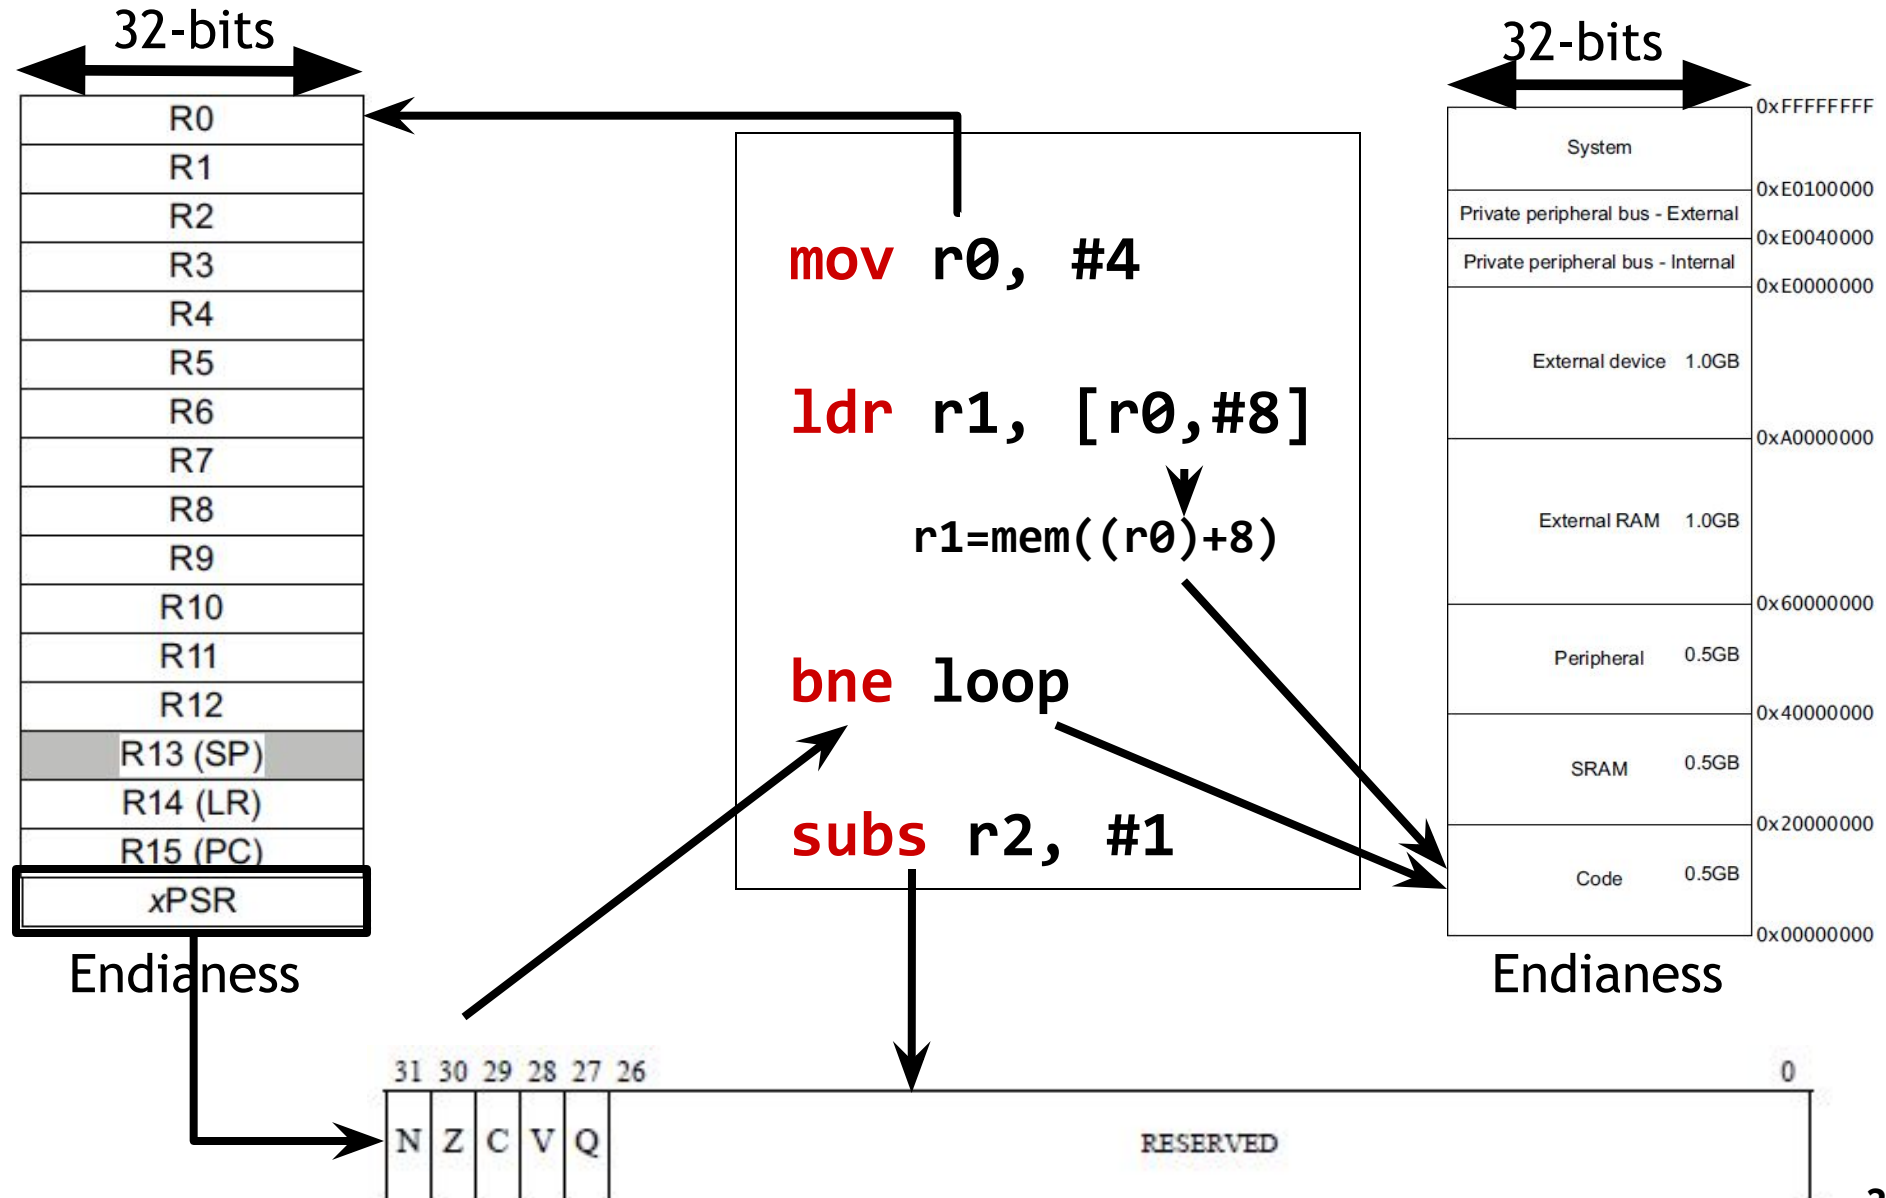 32-bits
R0
R1
R2
R3
R4
R5
R6
R7
R8
R9
R10
R11
R12
R13 (SP)
R14 (LR)
R15 (PC)
xPSR
Endianess
mov r0, #4
ldr r1, [r0,#8]
r1=mem((r0)+8)
bne loop
subs r2, #1
32-bits
0xFFFFFFFF
System
0xE0100000
Private peripheral bus - External
0xE0040000
Private peripheral bus - Internal
0xE0000000
External device 1.0GB
0xA0000000
External RAM 1.0GB
0x60000000
Peripheral 0.5GB
0x40000000
SRAM 0.5GB
0x20000000
Code 0.5GB
0x00000000
Endianess
31 30 29 28 27 26 0
N Z C V Q RESERVED